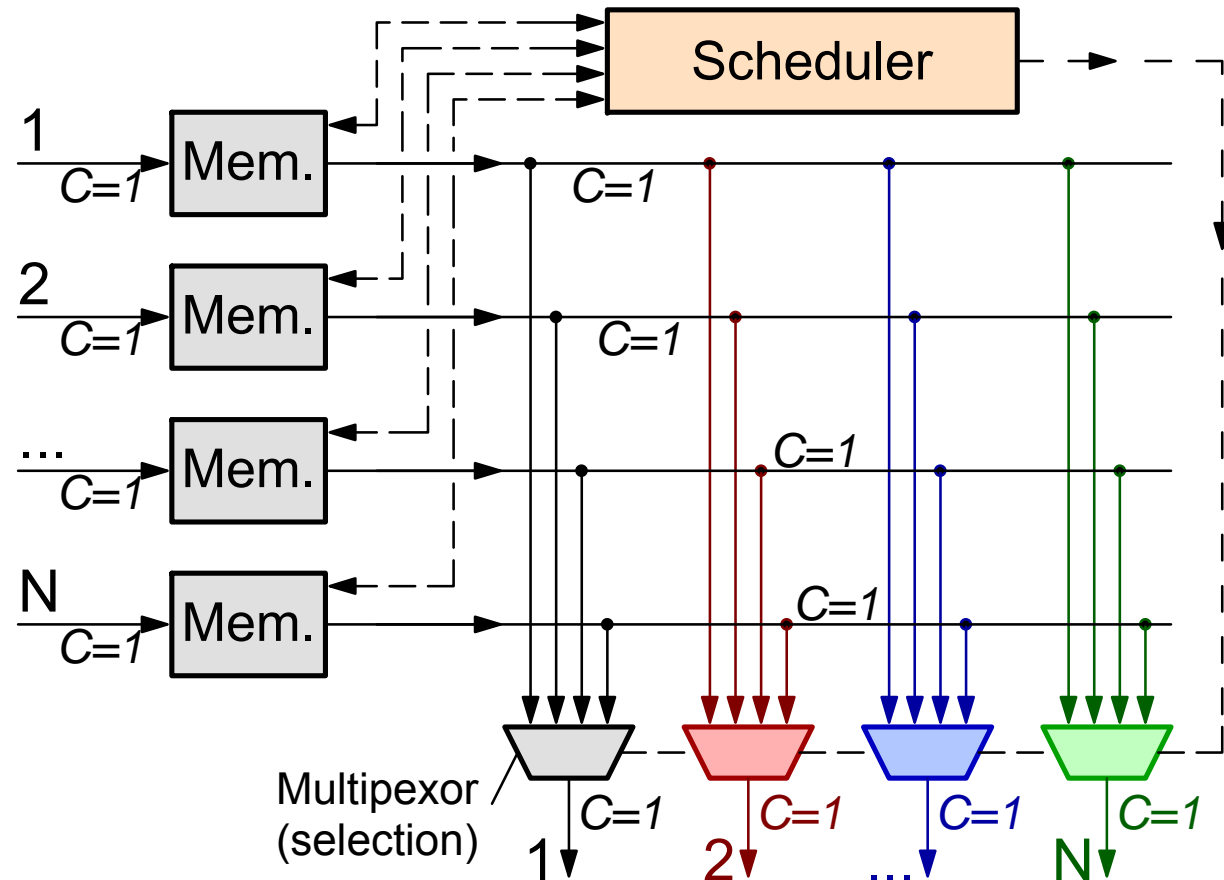 Scheduler
1
C=1
Mem.
C=1
2
C=1
Mem.
C=1
...
C=1
Mem.
C=1
N
C=1
Mem.
C=1
Multipexor
(selection)
C=1
C=1
C=1
C=1
1
2
...
N